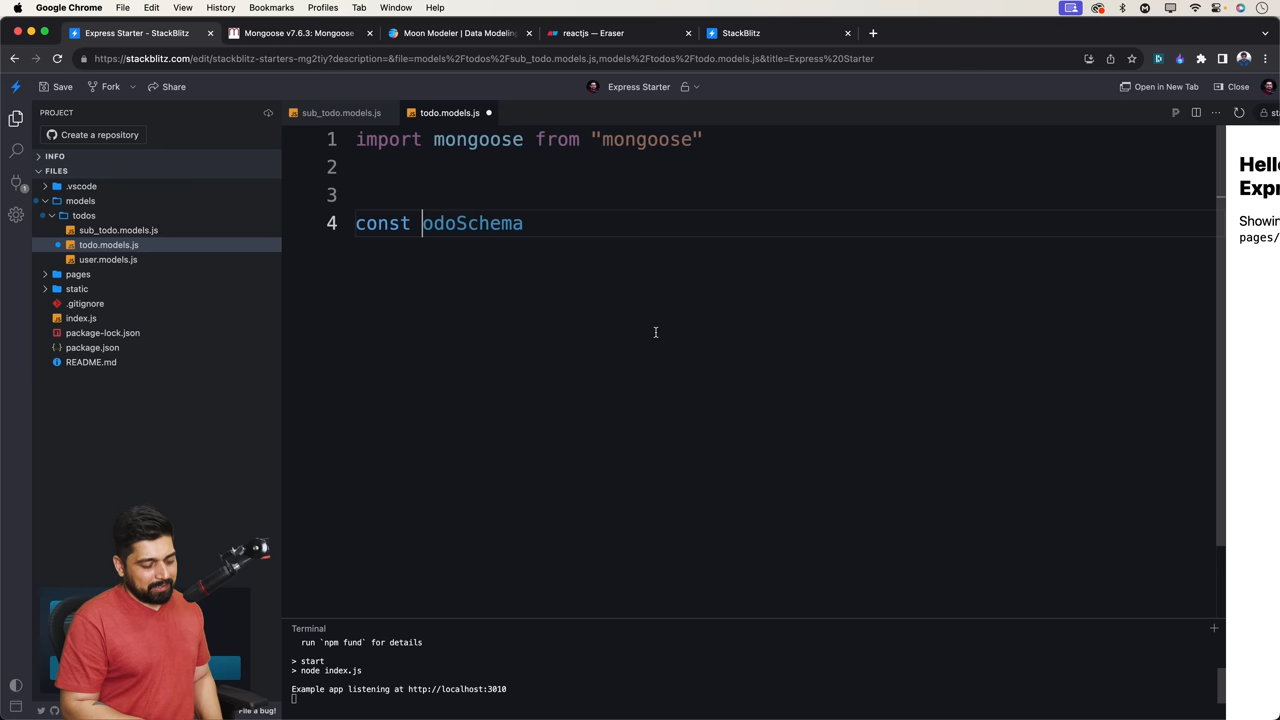 Google Chrome File Edit View History Bookmarks Profiles Tab Window Help
Express Starter - StackBlitz
Mongoose v7.6.3: Mongoose
Moon Modeler | Data Modeling
reactjs — Eraser
StackBlitz
https://stackblitz.com/edit/stackblitz-starters-mg2tiy?description=&file=models%2Ftodos%2Fsub_todo.models.js,models%2Ftodos%2Ftodo.models.js&title=Express%20Starter
Save Fork Share
Express Starter
Open in New Tab Close
PROJECT
sub_todo.models.js
todo.models.js
Create a repository
INFO
FILES
.vscode
models
todos
sub_todo.models.js
todo.models.js
user.models.js
pages
static
.gitignore
index.js
package-lock.json
package.json
README.md
1 import mongoose from "mongoose"
2
3
4 const odoSchema
Hell
Expr
Showin
pages/
Terminal
run `npm fund` for details
> start
> node index.js
Example app listening at http://localhost:3010
File a bug!